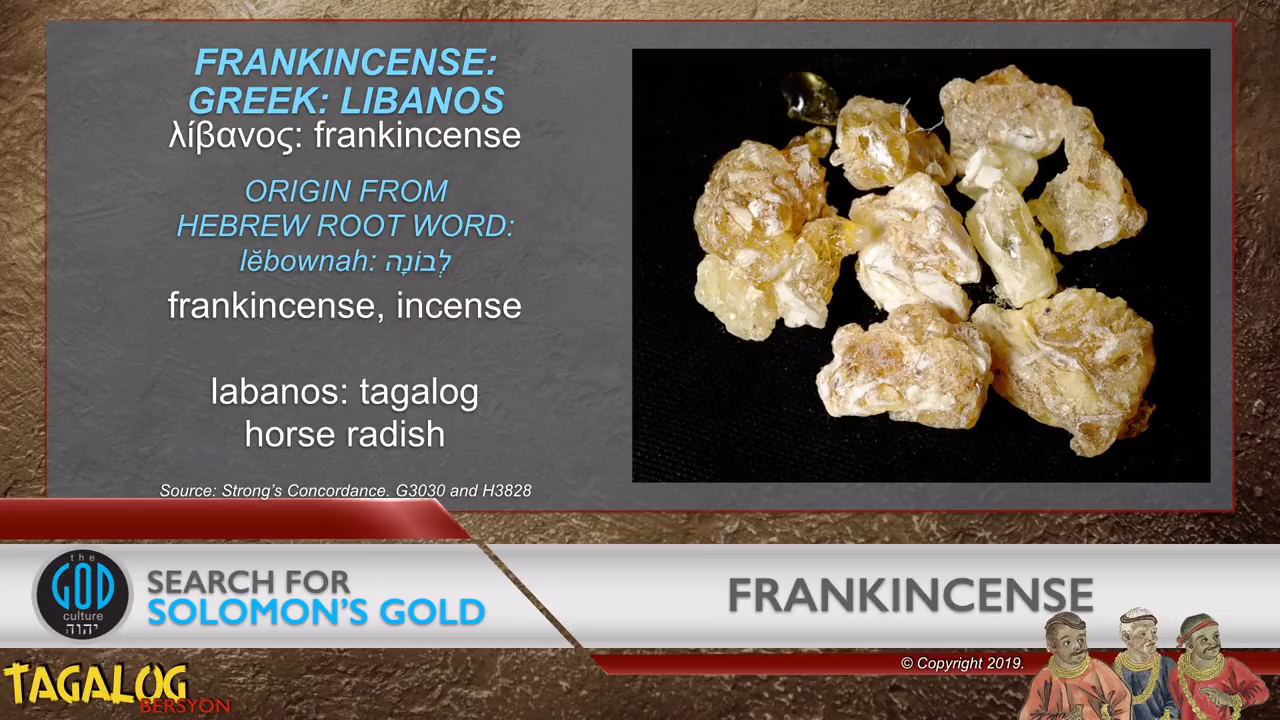 FRANKINCENSE:
GREEK: LIBANOS
λίβανος: frankincense
ORIGIN FROM
HEBREW ROOT WORD:
lĕbownah: לְבוֹנָה
frankincense, incense
labanos: tagalog
horse radish
Source: Strong's Concordance. G3030 and H3828
the
GOD
culture
יהוה
SEARCH FOR
SOLOMON'S GOLD
FRANKINCENSE
© Copyright 2019.
TAGALOG
BERSYON